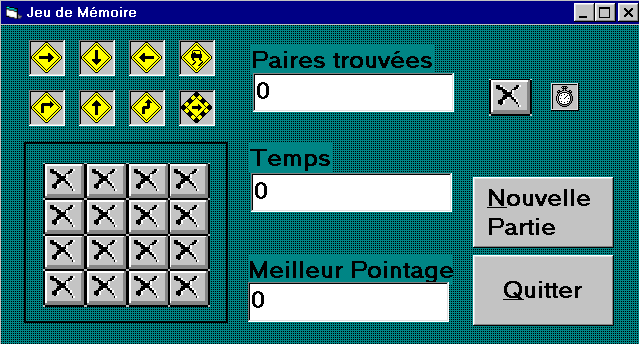 Jeu de Mémoire
Paires trouvées
0
Temps
0
Nouvelle
Partie
Meilleur Pointage
0
Quitter